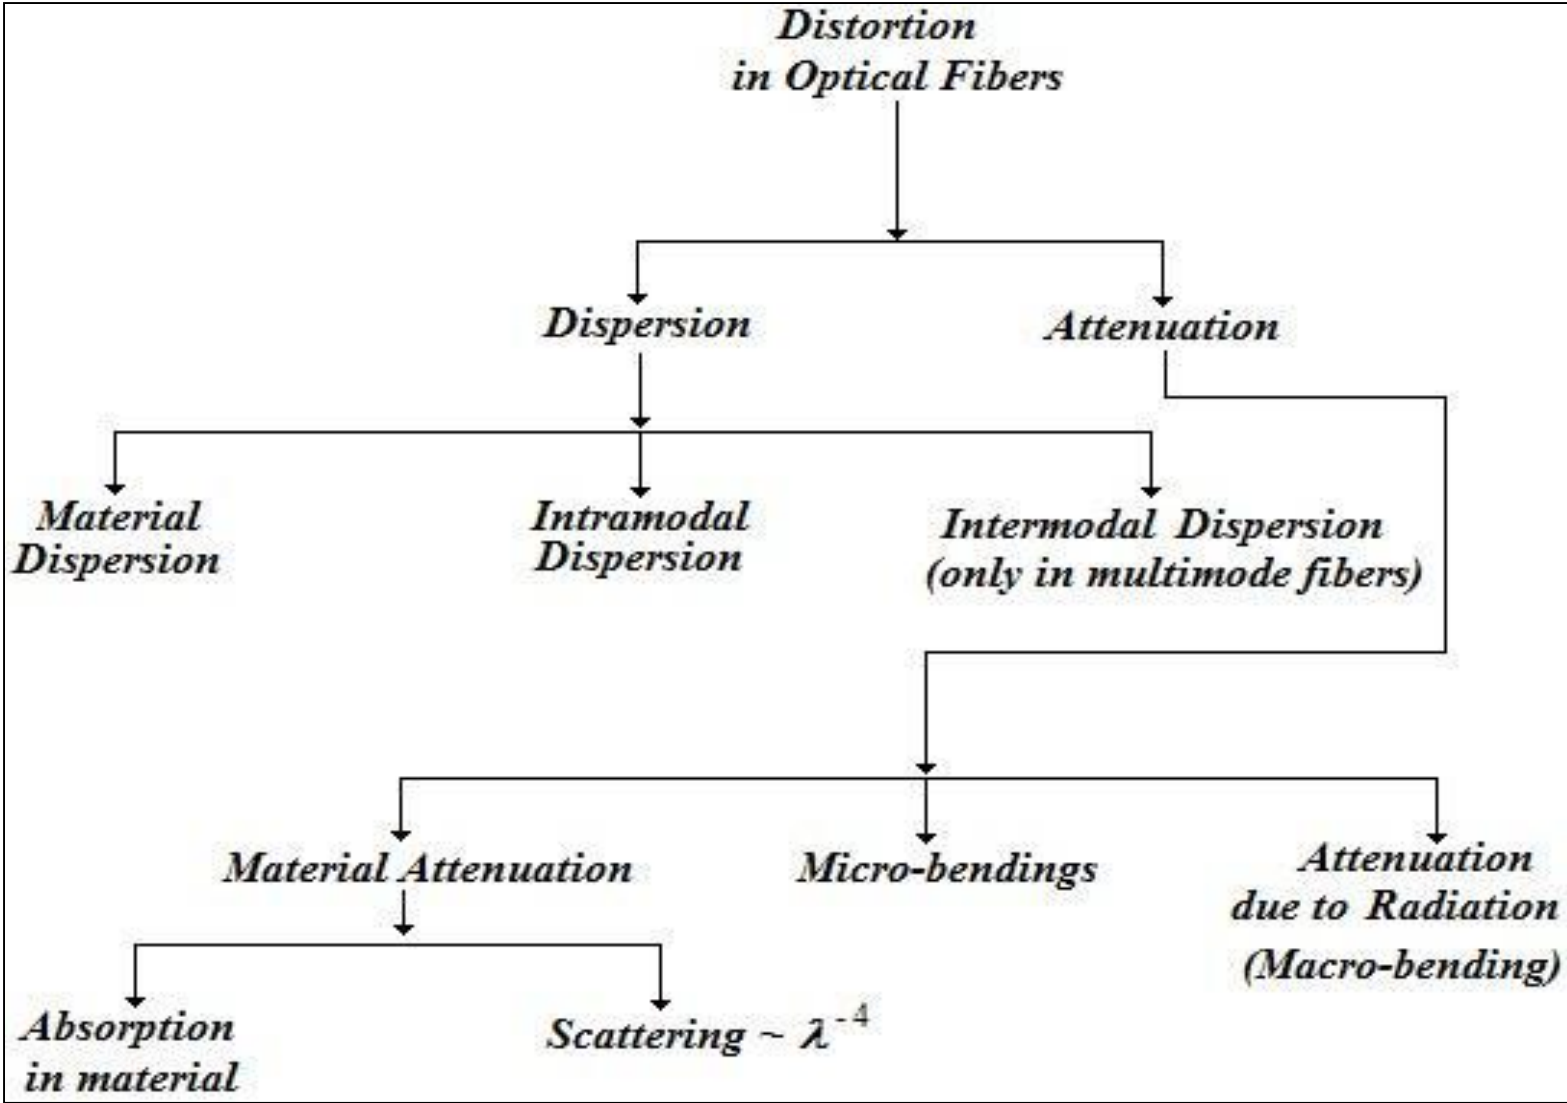 Distortion
in Optical Fibers
Dispersion
Attenuation
Material
Dispersion
Intramodal
Dispersion
Intermodal Dispersion
(only in multimode fibers)
Material Attenuation
Micro-bendings
Attenuation
due to Radiation
(Macro-bending)
Absorption
in material
Scattering ~ λ⁻⁴